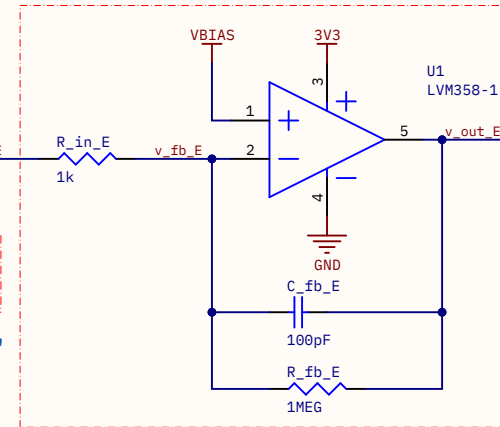 VBIAS
3V3
U1
LVM358-1
3
1
2
5
4
R_in_E
1k
v_fb_E
v_out_E
GND
C_fb_E
100pF
R_fb_E
1MEG